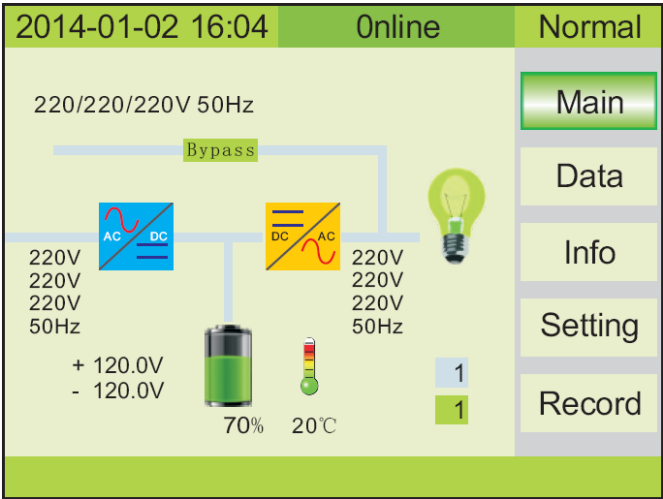 2014-01-02 16:04 0nline Normal
220/220/220V 50Hz
Bypass
Main
Data
Info
Setting
Record
AC DC
DC AC
220V
220V
220V
50Hz
220V
220V
220V
50Hz
+ 120.0V
- 120.0V
70% 20℃
1
1